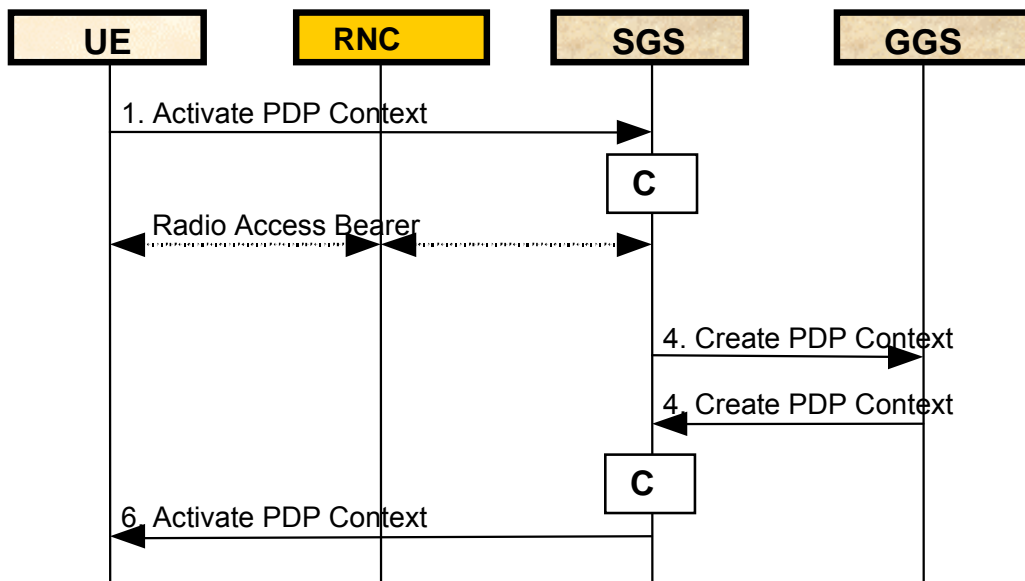 UE
RNC
SGS
GGS
1. Activate PDP Context
C
Radio Access Bearer
4. Create PDP Context
4. Create PDP Context
C
6. Activate PDP Context